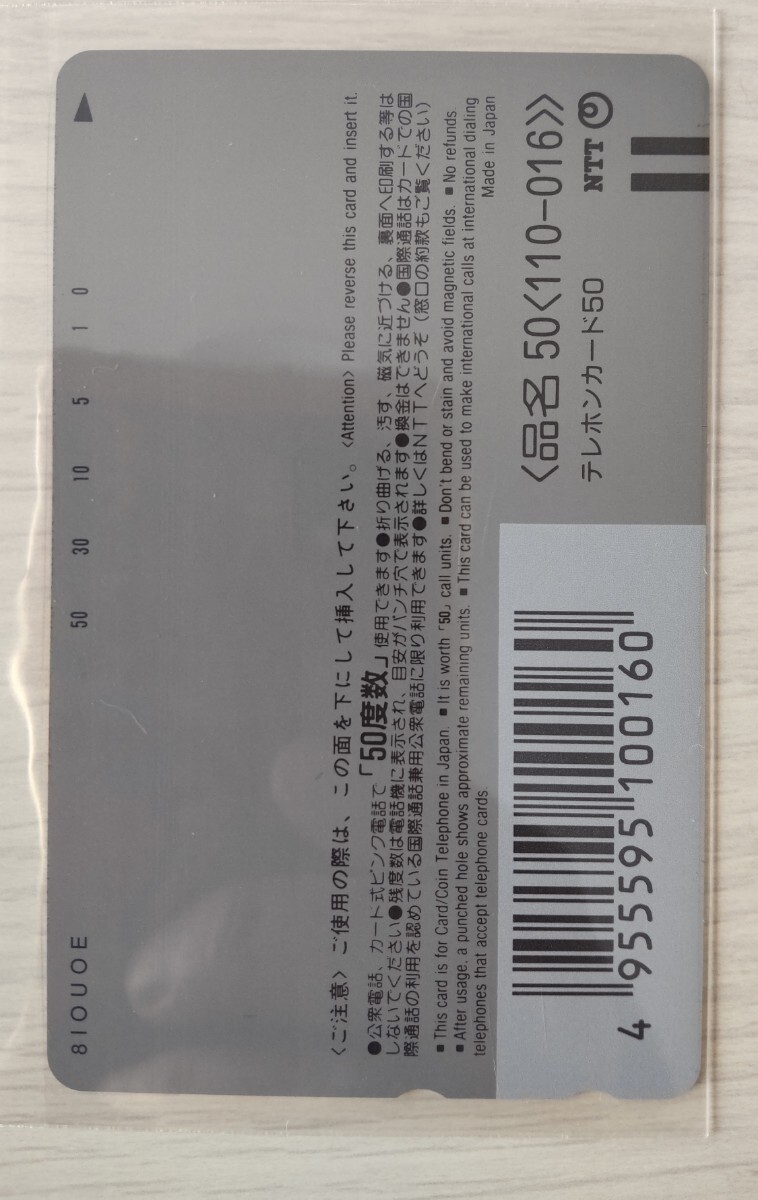 81OUOE
50 30 10 5 1 0
〈ご注意〉ご使用の際は、この面を下にして挿入して下さい。〈Attention〉Please reverse this card and insert it.
●公衆電話、カード式ピンク電話で「50度数」使用できます●折り曲げる、汚す、磁気に近づける、裏面へ印刷する等は
しないでください●残度数は電話機に表示され、目安がパンチ穴で表示されます●換金はできません●国際通話はカードでの国
際通話の利用を認めている国際通話兼用公衆電話に限り利用できます●詳しくはNTTへどうぞ（窓口の約款もご覧ください）
■ This card is for Card/Coin Telephone in Japan. ■ It is worth「50」call units. ■ Don't bend or stain and avoid magnetic fields. ■ No refunds.
■ After usage, a punched hole shows approximate remaining units. ■ This card can be used to make international calls at international dialing
telephones that accept telephone cards.
Made in Japan
〈品名 50〈110-016〉〉
テレホンカード50
NTT
4 955595 100160